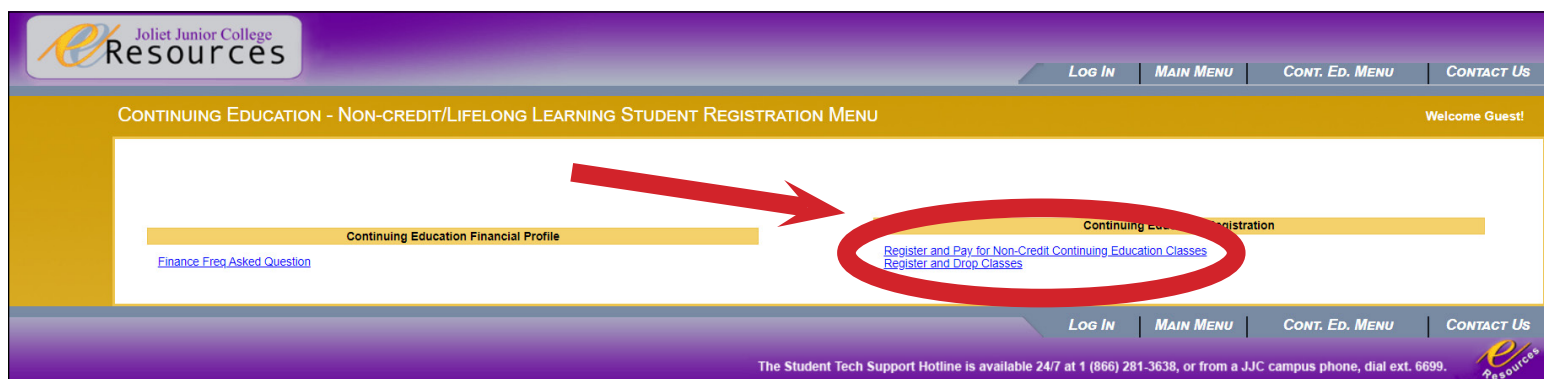 Joliet Junior College
eResources
LOG IN MAIN MENU CONT. ED. MENU CONTACT US
CONTINUING EDUCATION - NON-CREDIT/LIFELONG LEARNING STUDENT REGISTRATION MENU
Welcome Guest!
Continuing Education Financial Profile
Finance Freq Asked Question
Continuing
Register and Pay for Non-Credit Continuing Education Classes
Register and Drop Classes
LOG IN MAIN MENU CONT. ED. MENU CONTACT US
The Student Tech Support Hotline is available 24/7 at 1 (866) 281-3638, or from a JJC campus phone, dial ext. 6699.
eResources